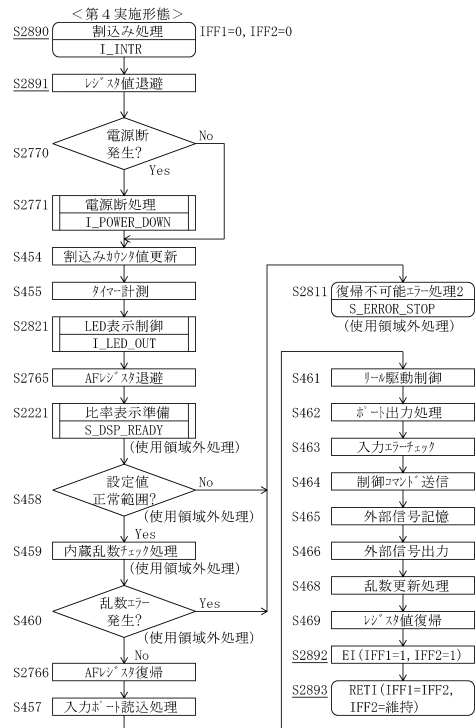 ＜第４実施形態＞
S2890
割込み処理
I_INTR
IFF1=0, IFF2=0
S2891
ﾚｼﾞｽﾀ値退避
S2770
電源断
発生？
No
Yes
S2771
電源断処理
I_POWER_DOWN
S454
割込みｶｳﾝﾀ値更新
S455
ﾀｲﾏｰ計測
S2821
LED表示制御
I_LED_OUT
S2765
AFﾚｼﾞｽﾀ退避
S2221
比率表示準備
S_DSP_READY
(使用領域外処理)
S458
設定値
正常範囲？
No
(使用領域外処理)
Yes
S459
内蔵乱数ﾁｪｯｸ処理
(使用領域外処理)
S460
乱数ｴﾗｰ
発生？
Yes
(使用領域外処理)
No
S2766
AFﾚｼﾞｽﾀ復帰
S457
入力ﾎﾟｰﾄ読込処理
S2811
復帰不可能ｴﾗｰ処理2
S_ERROR_STOP
(使用領域外処理)
S461
ﾘｰﾙ駆動制御
S462
ﾎﾟｰﾄ出力処理
S463
入力ｴﾗｰﾁｪｯｸ
S464
制御ｺﾏﾝﾄﾞ送信
S465
外部信号記憶
S466
外部信号出力
S468
乱数更新処理
S469
ﾚｼﾞｽﾀ値復帰
S2892
EI(IFF1=1, IFF2=1)
S2893
RETI(IFF1=IFF2,
IFF2=維持)